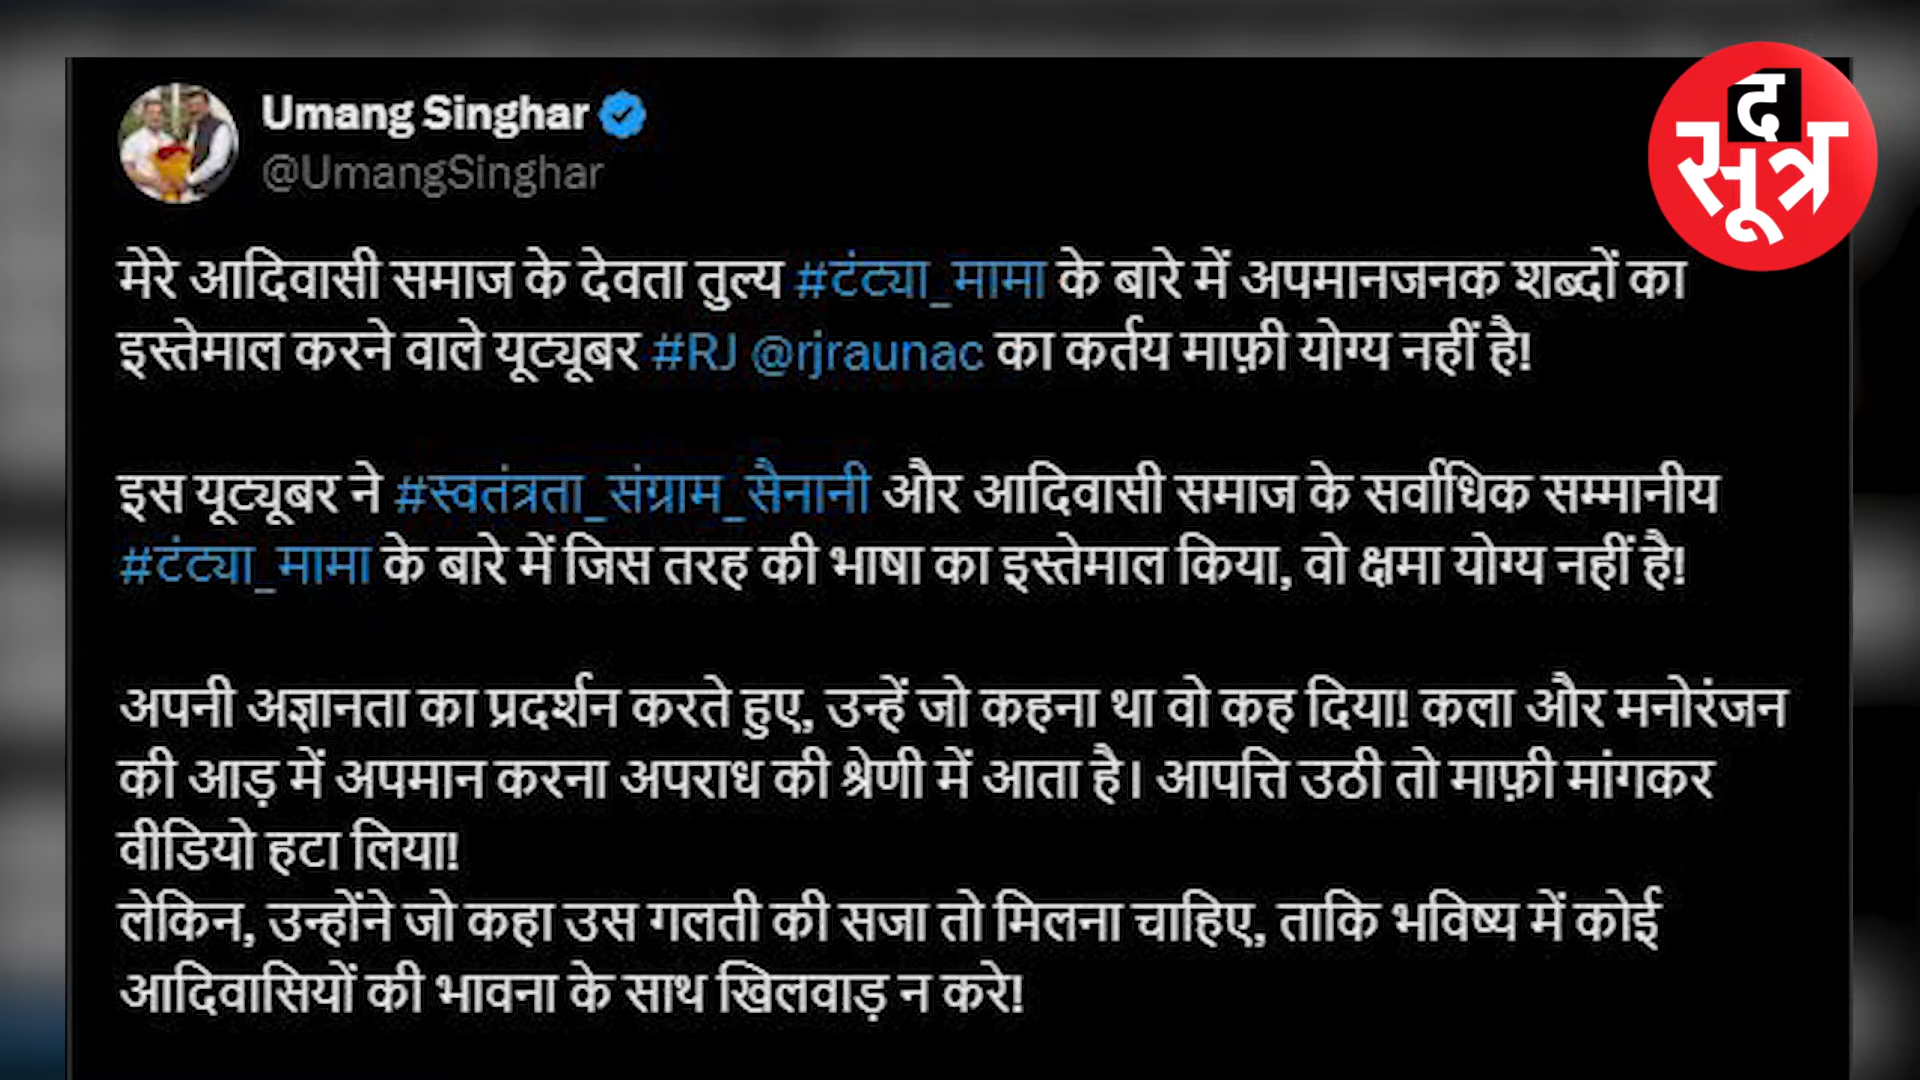 Umang Singhar
@UmangSinghar
द
सूत्र
मेरे आदिवासी समाज के देवता तुल्य #टंट्या_मामा के बारे में अपमानजनक शब्दों का
इस्तेमाल करने वाले यूट्यूबर #RJ @rjraunac का कर्तय माफ़ी योग्य नहीं है!
इस यूट्यूबर ने #स्वतंत्रता_संग्राम_सैनानी और आदिवासी समाज के सर्वाधिक सम्मानीय
#टंट्या_मामा के बारे में जिस तरह की भाषा का इस्तेमाल किया, वो क्षमा योग्य नहीं है!
अपनी अज्ञानता का प्रदर्शन करते हुए, उन्हें जो कहना था वो कह दिया! कला और मनोरंजन
की आड़ में अपमान करना अपराध की श्रेणी में आता है। आपत्ति उठी तो माफ़ी मांगकर
वीडियो हटा लिया!
लेकिन, उन्होंने जो कहा उस गलती की सजा तो मिलना चाहिए, ताकि भविष्य में कोई
आदिवासियों की भावना के साथ खिलवाड़ न करे!